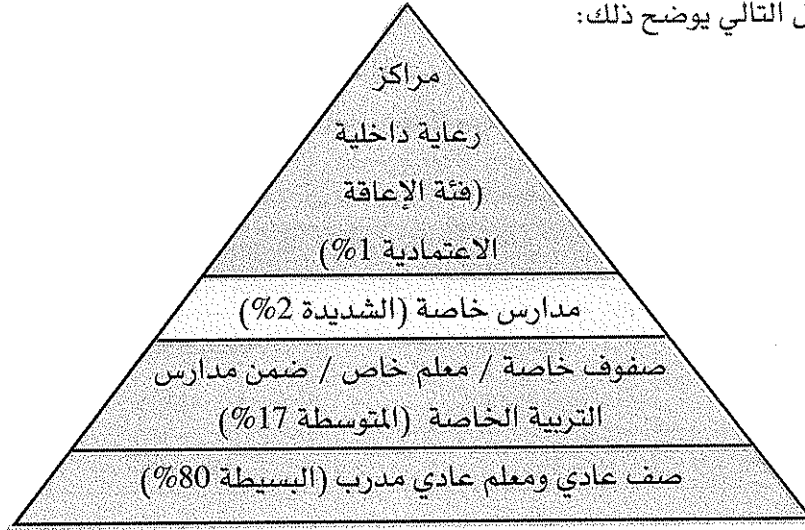 التالي يوضح ذلك:
مراكز
رعاية داخلية
(فئة الإعاقة
الاعتمادية 1%)
مدارس خاصة (الشديدة 2%)
صفوف خاصة / معلم خاص / ضمن مدارس
التربية الخاصة (المتوسطة 17%)
صف عادي ومعلم عادي مدرب (البسيطة 80%)